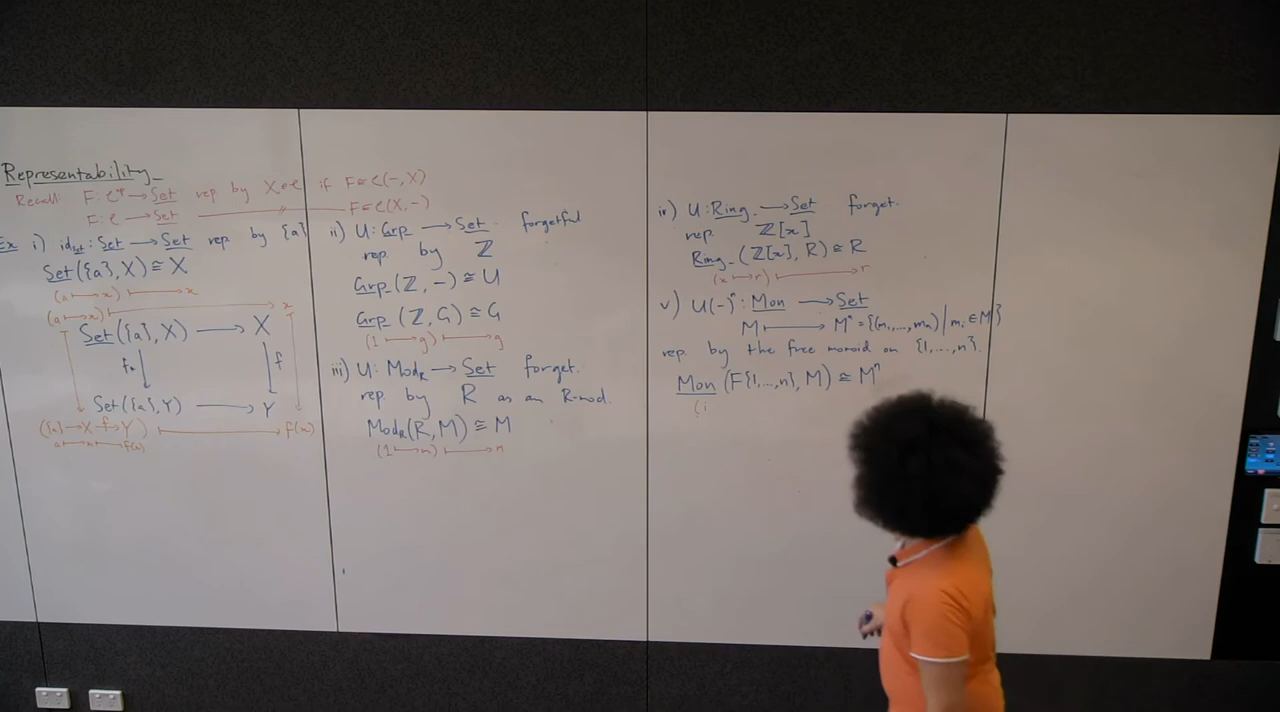 Representability
Recall: F: C^op → Set rep by X∈C if F≅C(-,X)
F: C → Set ———〃——— F≅C(X,-)
Ex i) id_Set: Set → Set rep. by {a}
Set({a}, X) ≅ X
(a ↦ x) ↦ x
(a ↦ x) ↦ x
Set({a}, X) → X
f∗ ↓ ↓ f
Set({a}, Y) → Y
({a} → X -f→ Y) ↦ f(x)
a ↦ x ↦ f(x)
ii) U: Grp → Set forgetful
rep. by ℤ
Grp(ℤ, -) ≅ U
Grp(ℤ, G) ≅ G
(1 ↦ g) ↦ g
iii) U: Mod_R → Set forget.
rep. by R as an R-mod.
Mod_R(R, M) ≅ M
(1 ↦ m) ↦ m
iv) U: Ring → Set forget.
rep. ℤ[x]
Ring(ℤ[x], R) ≅ R
(x ↦ r) ↦ r
v) U(-)^n: Mon → Set
M ↦ M^n = {(m₁,...,mₙ) | mᵢ ∈ M}
rep. by the free monoid on {1,...,n}.
Mon(F{1,...,n}, M) ≅ M^n
(i